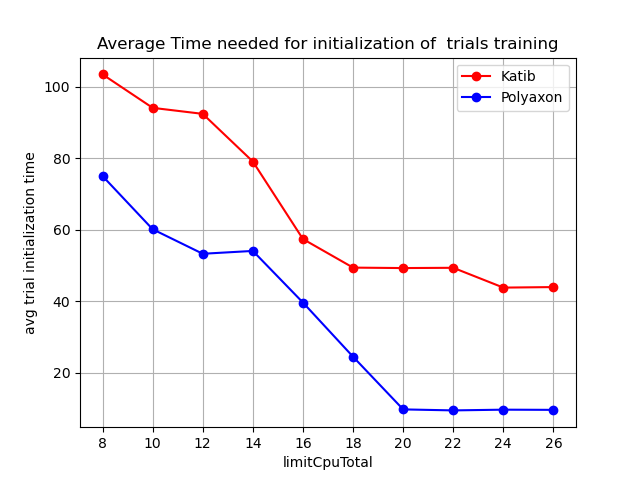 Average Time needed for initialization of  trials training
Katib
Polyaxon
avg trial initialization time
100
80
60
40
20
8 10 12 14 16 18 20 22 24 26
limitCpuTotal